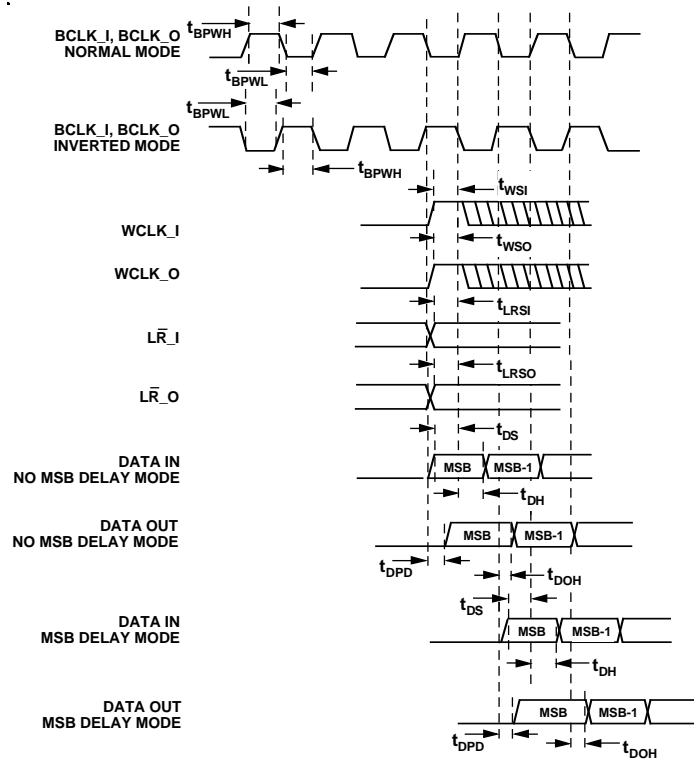 BCLK_I, BCLK_O
NORMAL MODE
tBPWH
tBPWL
tBPWL
BCLK_I, BCLK_O
INVERTED MODE
tBPWH
tWSI
WCLK_I
tWSO
WCLK_O
tLRSI
LR̅_I
tLRSO
LR̅_O
tDS
DATA IN
NO MSB DELAY MODE
MSB
MSB-1
tDH
DATA OUT
NO MSB DELAY MODE
MSB
MSB-1
tDPD
tDOH
tDS
DATA IN
MSB DELAY MODE
MSB
MSB-1
tDH
DATA OUT
MSB DELAY MODE
MSB
MSB-1
tDPD
tDOH